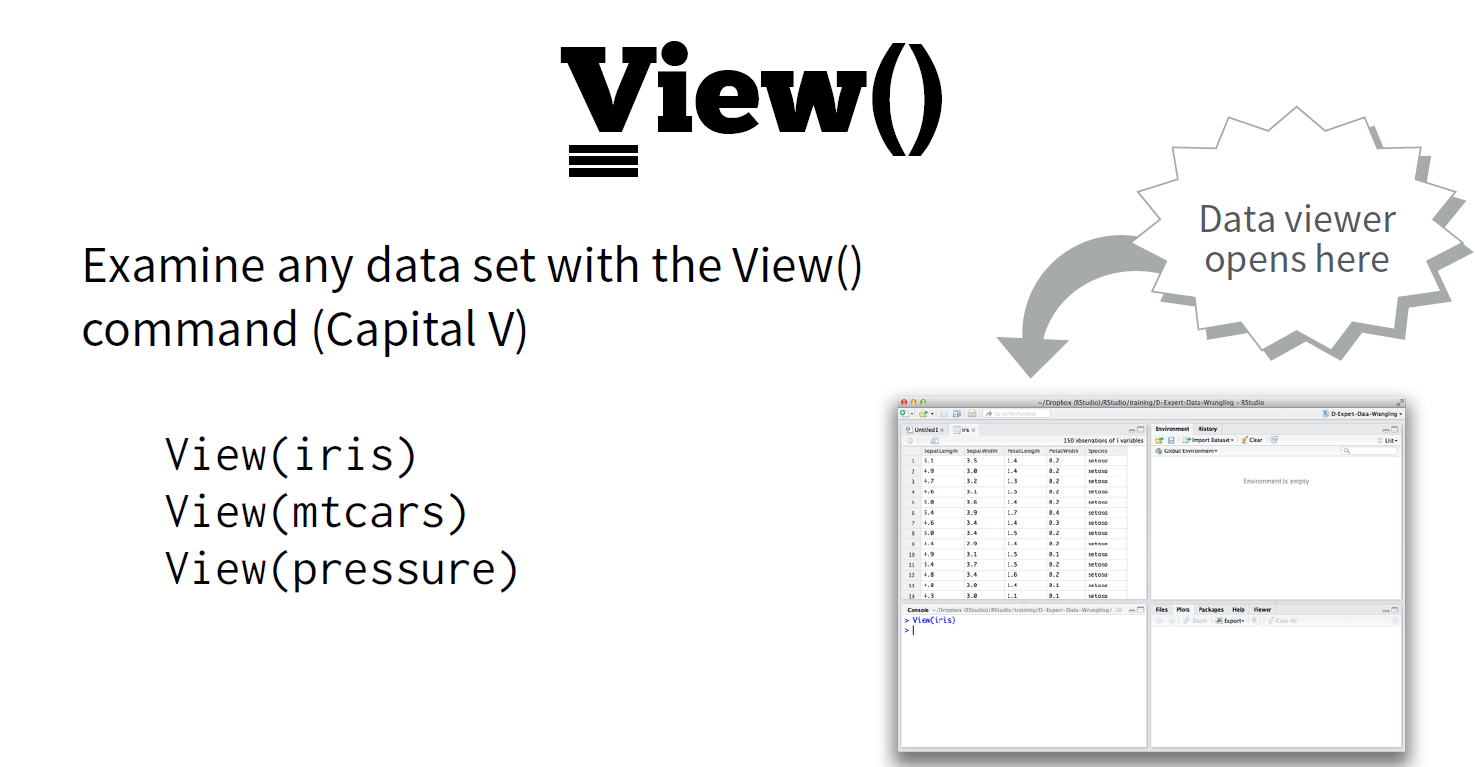 View()
Examine any data set with the View()
command (Capital V)
View(iris)
View(mtcars)
View(pressure)
Data viewer
opens here
~/Dropbox (RStudio)/RStudio/training/D-Expert-Data-Wrangling - RStudio
Go to file/function
D-Expert-Data-Wrangling
Untitled1 iris
150 observations of 5 variables
Sepal.Length Sepal.Width Petal.Length Petal.Width Species
1 5.1 3.5 1.4 0.2 setosa
2 4.9 3.0 1.4 0.2 setosa
3 4.7 3.2 1.3 0.2 setosa
4 4.6 3.1 1.5 0.2 setosa
5 5.0 3.6 1.4 0.2 setosa
6 5.4 3.9 1.7 0.4 setosa
7 4.6 3.4 1.4 0.3 setosa
8 5.0 3.4 1.5 0.2 setosa
9 4.4 2.9 1.4 0.2 setosa
10 4.9 3.1 1.5 0.1 setosa
11 5.4 3.7 1.5 0.2 setosa
12 4.8 3.4 1.6 0.2 setosa
13 4.8 3.0 1.4 0.1 setosa
14 4.3 3.0 1.1 0.1 setosa
Environment History
Import Dataset Clear List
Global Environment
Environment is empty
Console ~/Dropbox (RStudio)/RStudio/training/D-Expert-Data-Wrangling/
> View(iris)
>
Files Plots Packages Help Viewer
Zoom Export Clear All